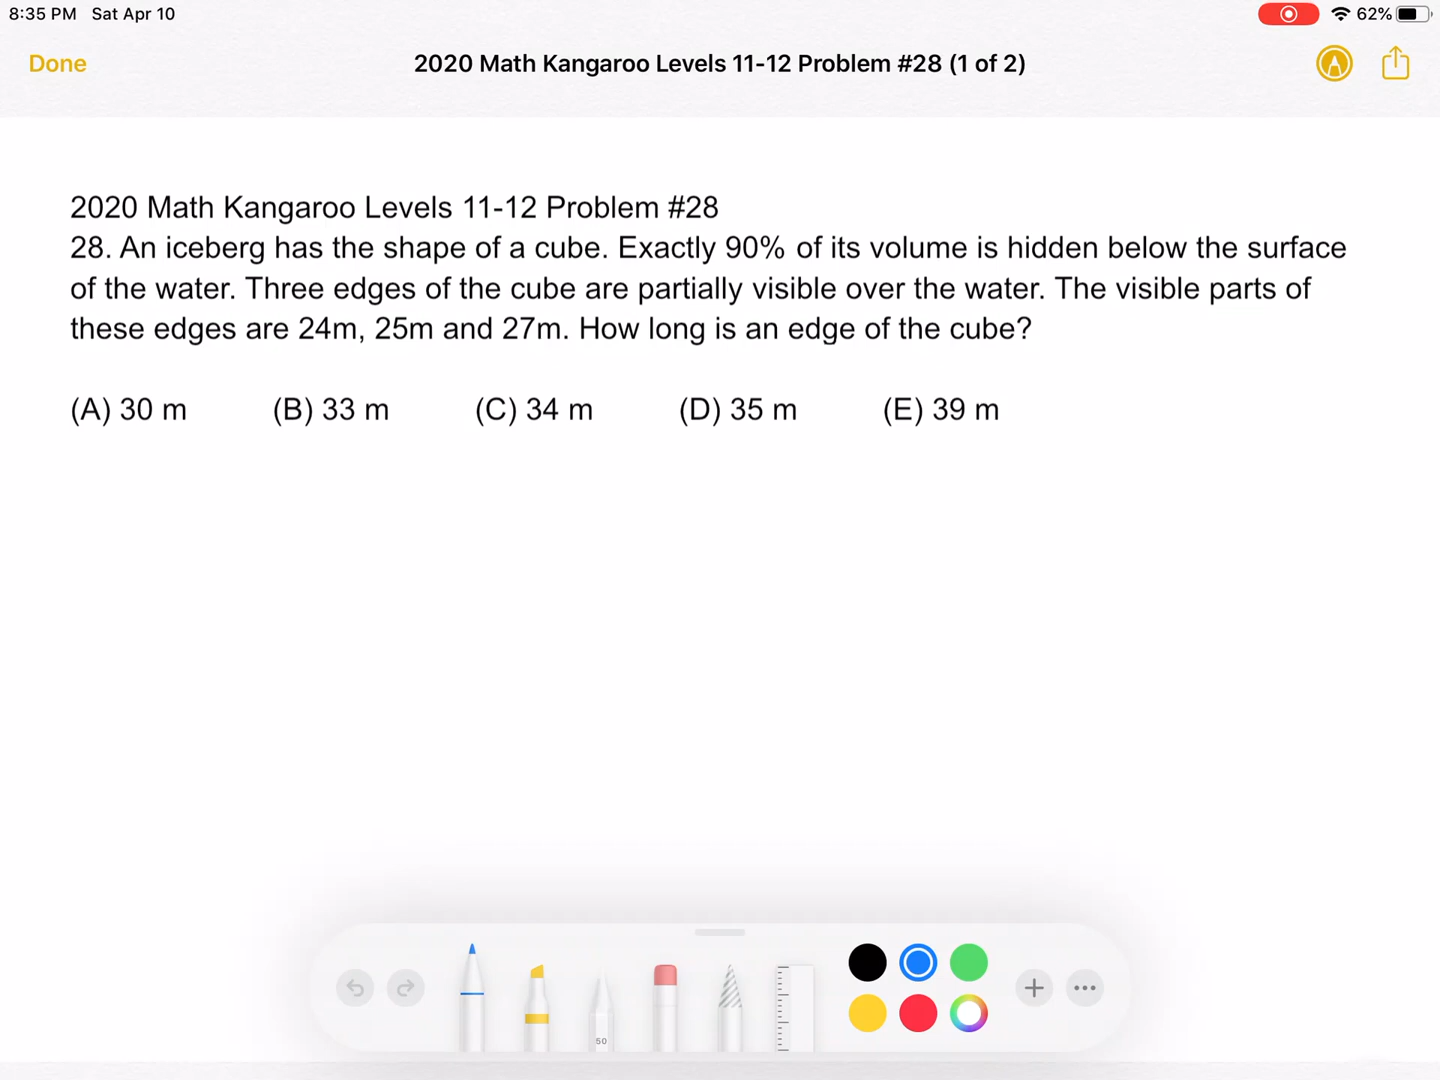 8:35 PM Sat Apr 10
62%
Done
2020 Math Kangaroo Levels 11-12 Problem #28 (1 of 2)
2020 Math Kangaroo Levels 11-12 Problem #28
28. An iceberg has the shape of a cube. Exactly 90% of its volume is hidden below the surface
of the water. Three edges of the cube are partially visible over the water. The visible parts of
these edges are 24m, 25m and 27m. How long is an edge of the cube?
(A) 30 m (B) 33 m (C) 34 m (D) 35 m (E) 39 m
50